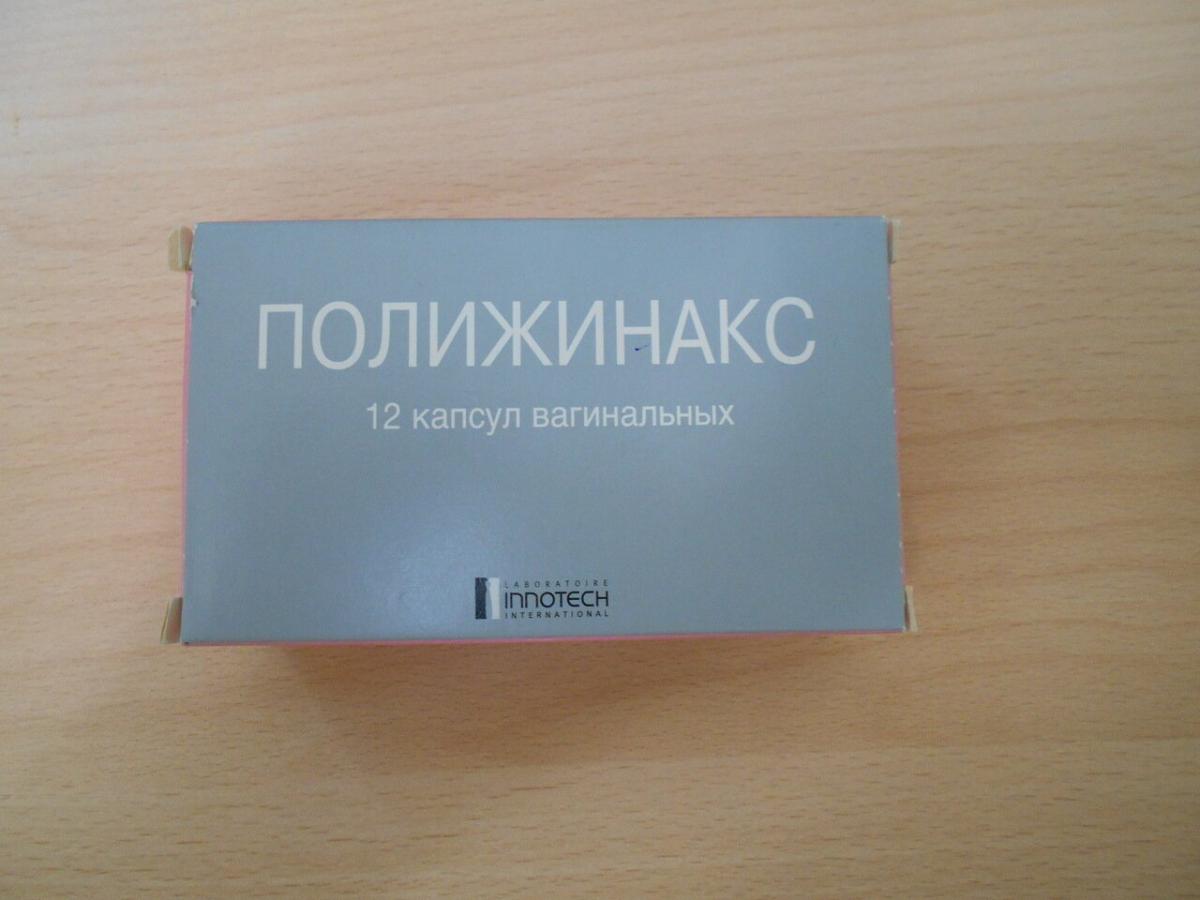 ПОЛИЖИНАКС
12 капсул вагинальных
LABORATOIRE
INNOTECH
INTERNATIONAL